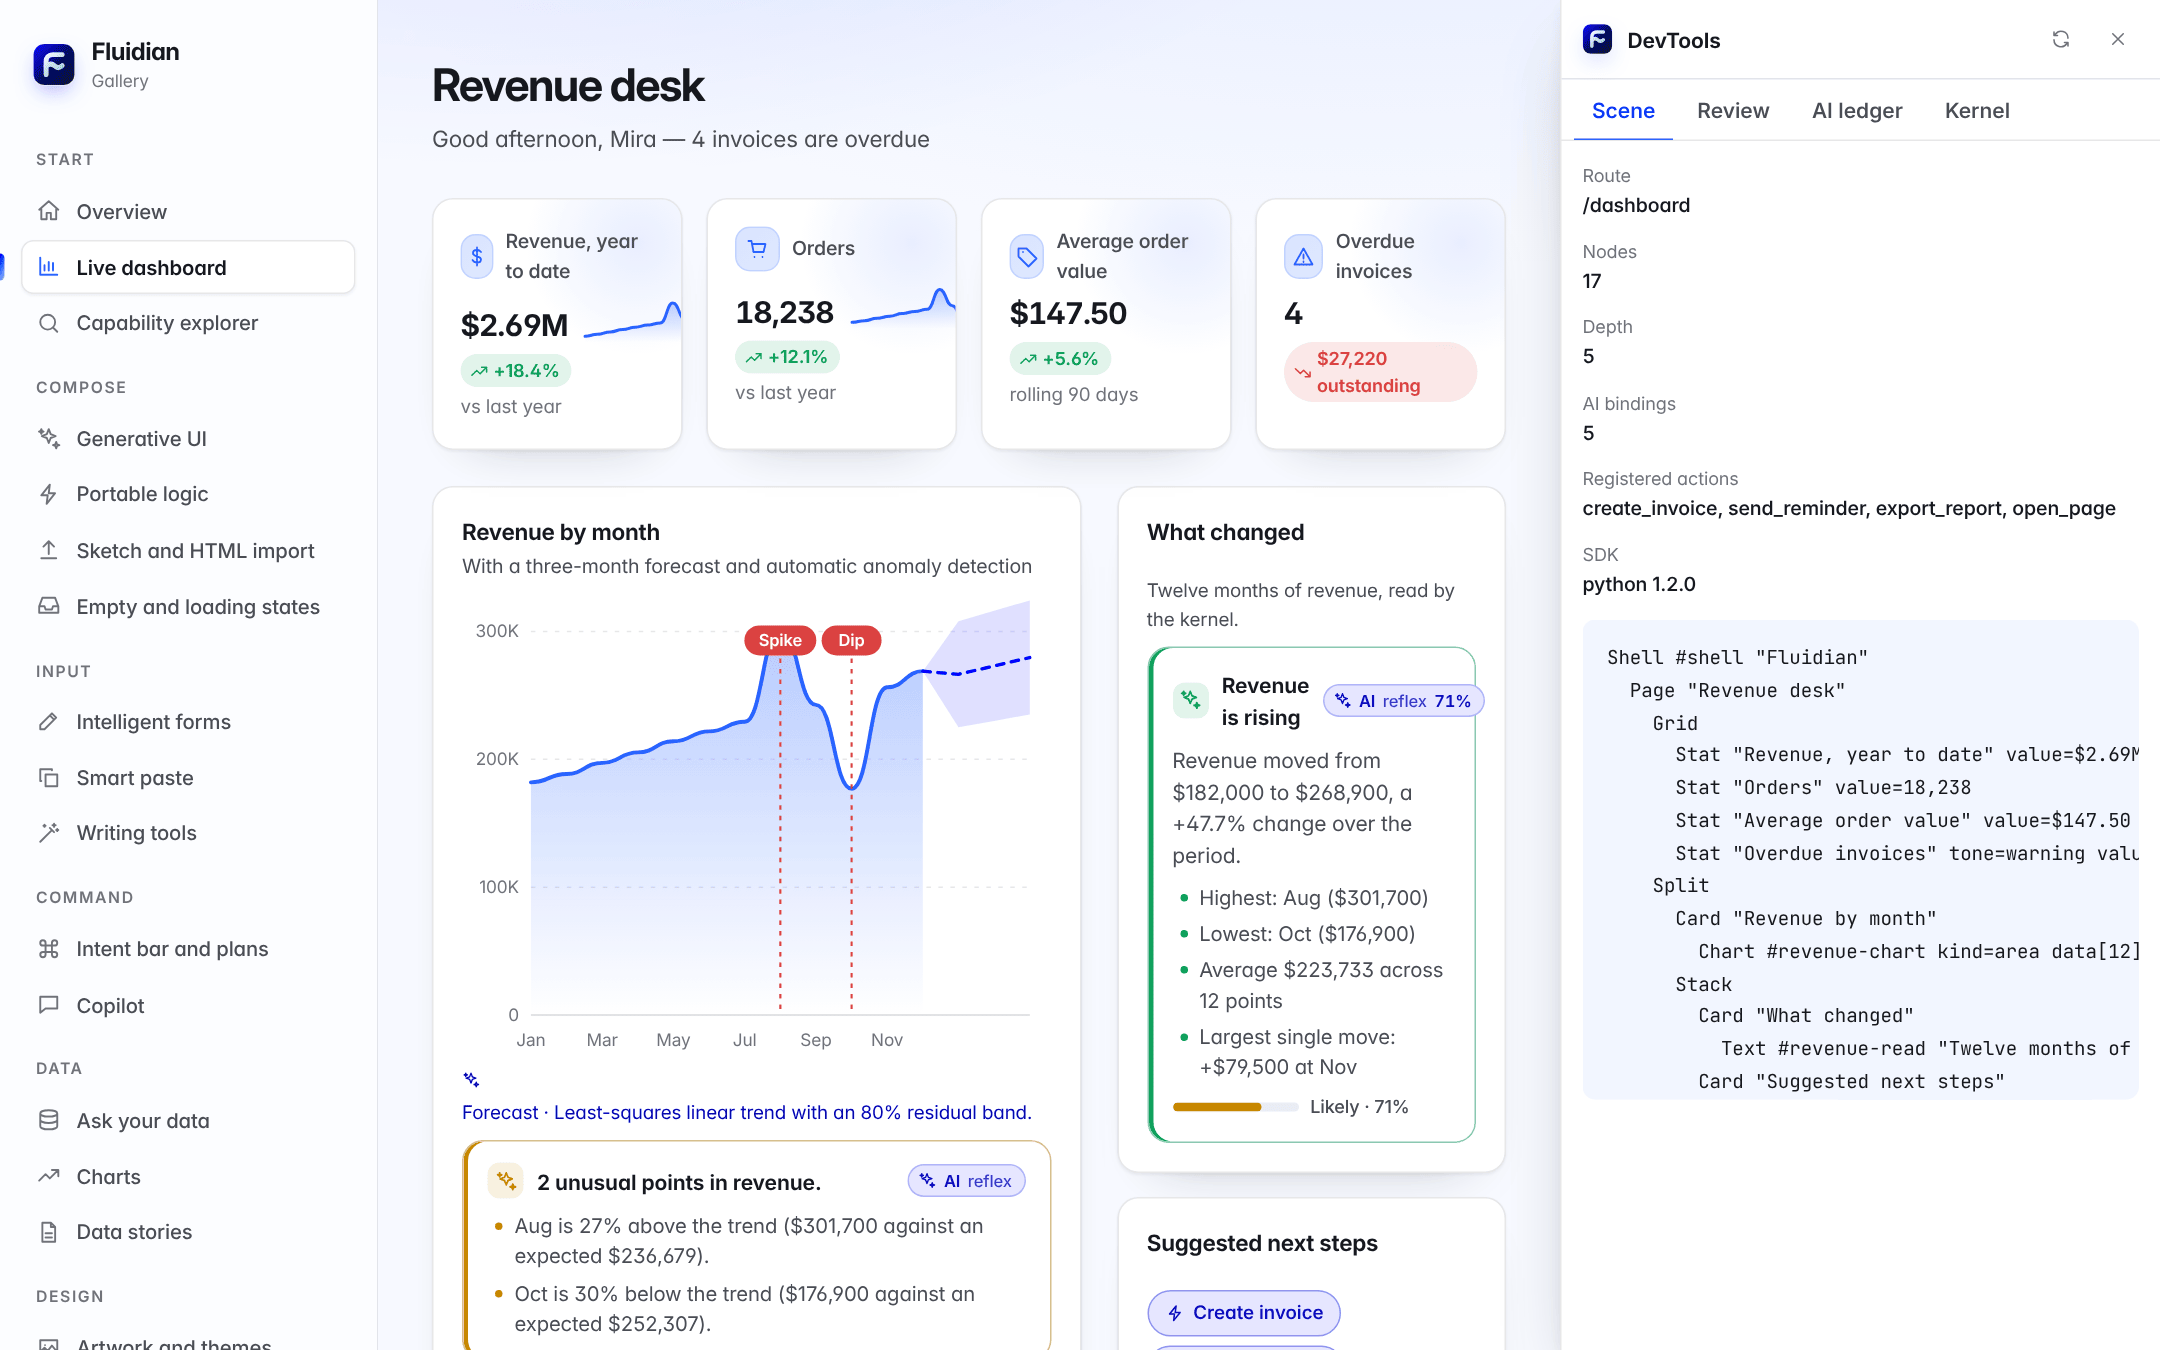 Fluidian
Gallery
START
Overview
Live dashboard
Capability explorer
COMPOSE
Generative UI
Portable logic
Sketch and HTML import
Empty and loading states
INPUT
Intelligent forms
Smart paste
Writing tools
COMMAND
Intent bar and plans
Copilot
DATA
Ask your data
Charts
Data stories
DESIGN
Artwork and themes
Revenue desk
Good afternoon, Mira — 4 invoices are overdue
Revenue, year
to date
$2.69M
+18.4%
vs last year
Orders
18,238
+12.1%
vs last year
Average order
value
$147.50
+5.6%
rolling 90 days
Overdue
invoices
4
$27,220
outstanding
Revenue by month
With a three-month forecast and automatic anomaly detection
300K
200K
100K
0
Spike
Dip
Jan
Mar
May
Jul
Sep
Nov
Forecast · Least-squares linear trend with an 80% residual band.
2 unusual points in revenue.
AI reflex
Aug is 27% above the trend ($301,700 against an
expected $236,679).
Oct is 30% below the trend ($176,900 against an
expected $252,307).
What changed
Twelve months of revenue, read by
the kernel.
Revenue
is rising
AI reflex 71%
Revenue moved from
$182,000 to $268,900, a
+47.7% change over the
period.
Highest: Aug ($301,700)
Lowest: Oct ($176,900)
Average $223,733 across
12 points
Largest single move:
+$79,500 at Nov
Likely · 71%
Suggested next steps
Create invoice
DevTools
Scene
Review
AI ledger
Kernel
Route
/dashboard
Nodes
17
Depth
5
AI bindings
5
Registered actions
create_invoice, send_reminder, export_report, open_page
SDK
python 1.2.0
Shell #shell "Fluidian"
Page "Revenue desk"
Grid
Stat "Revenue, year to date" value=$2.69M
Stat "Orders" value=18,238
Stat "Average order value" value=$147.50
Stat "Overdue invoices" tone=warning valu
Split
Card "Revenue by month"
Chart #revenue-chart kind=area data[12]
Stack
Card "What changed"
Text #revenue-read "Twelve months of
Card "Suggested next steps"